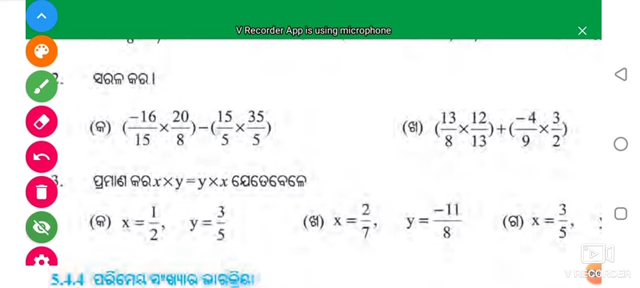 V Recorder App is using microphone
2. ସରଳ କର ।
(କ) (-16/15 × 20/8) – (15/5 × 35/5) (ଖ) (13/8 × 12/13) + (-4/9 × 3/2)
3. ପ୍ରମାଣ କର x × y = y × x ଯେତେବେଳେ
(କ) x = 1/2, y = 3/5 (ଖ) x = 2/7, y = -11/8 (ଗ) x = 3/5,
5.4.4 ପରିମେୟ ସଂଖ୍ୟାର ଭାଗକ୍ରିୟା
V RECORDER